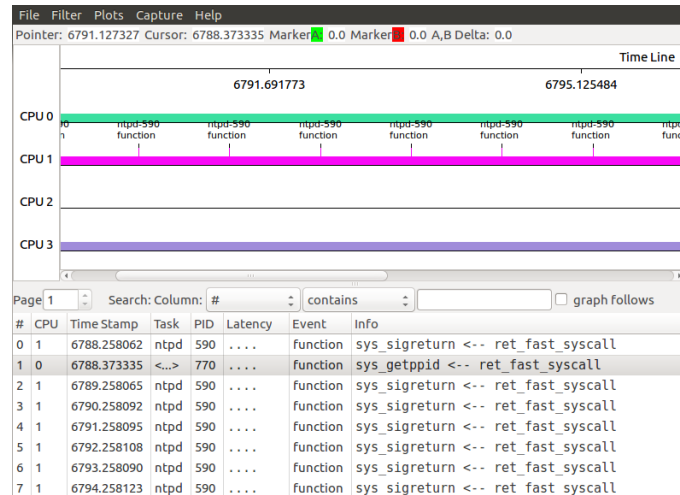 File Filter Plots Capture Help
Pointer: 6791.127327 Cursor: 6788.373335 Marker A: 0.0 Marker B: 0.0 A,B Delta: 0.0
Time Line
6791.691773 6795.125484
CPU 0
ntpd-590 ntpd-590 ntpd-590 ntpd-590 ntpd-590 ntpd-590
function function function function function function
CPU 1
CPU 2
CPU 3
Page 1 Search: Column: # contains graph follows
# CPU Time Stamp Task PID Latency Event Info
0 1 6788.258062 ntpd 590 .... function sys_sigreturn <-- ret_fast_syscall
1 0 6788.373335 <...> 770 .... function sys_getppid <-- ret_fast_syscall
2 1 6789.258065 ntpd 590 .... function sys_sigreturn <-- ret_fast_syscall
3 1 6790.258092 ntpd 590 .... function sys_sigreturn <-- ret_fast_syscall
4 1 6791.258095 ntpd 590 .... function sys_sigreturn <-- ret_fast_syscall
5 1 6792.258108 ntpd 590 .... function sys_sigreturn <-- ret_fast_syscall
6 1 6793.258090 ntpd 590 .... function sys_sigreturn <-- ret_fast_syscall
7 1 6794.258123 ntpd 590 .... function sys_sigreturn <-- ret_fast_syscall